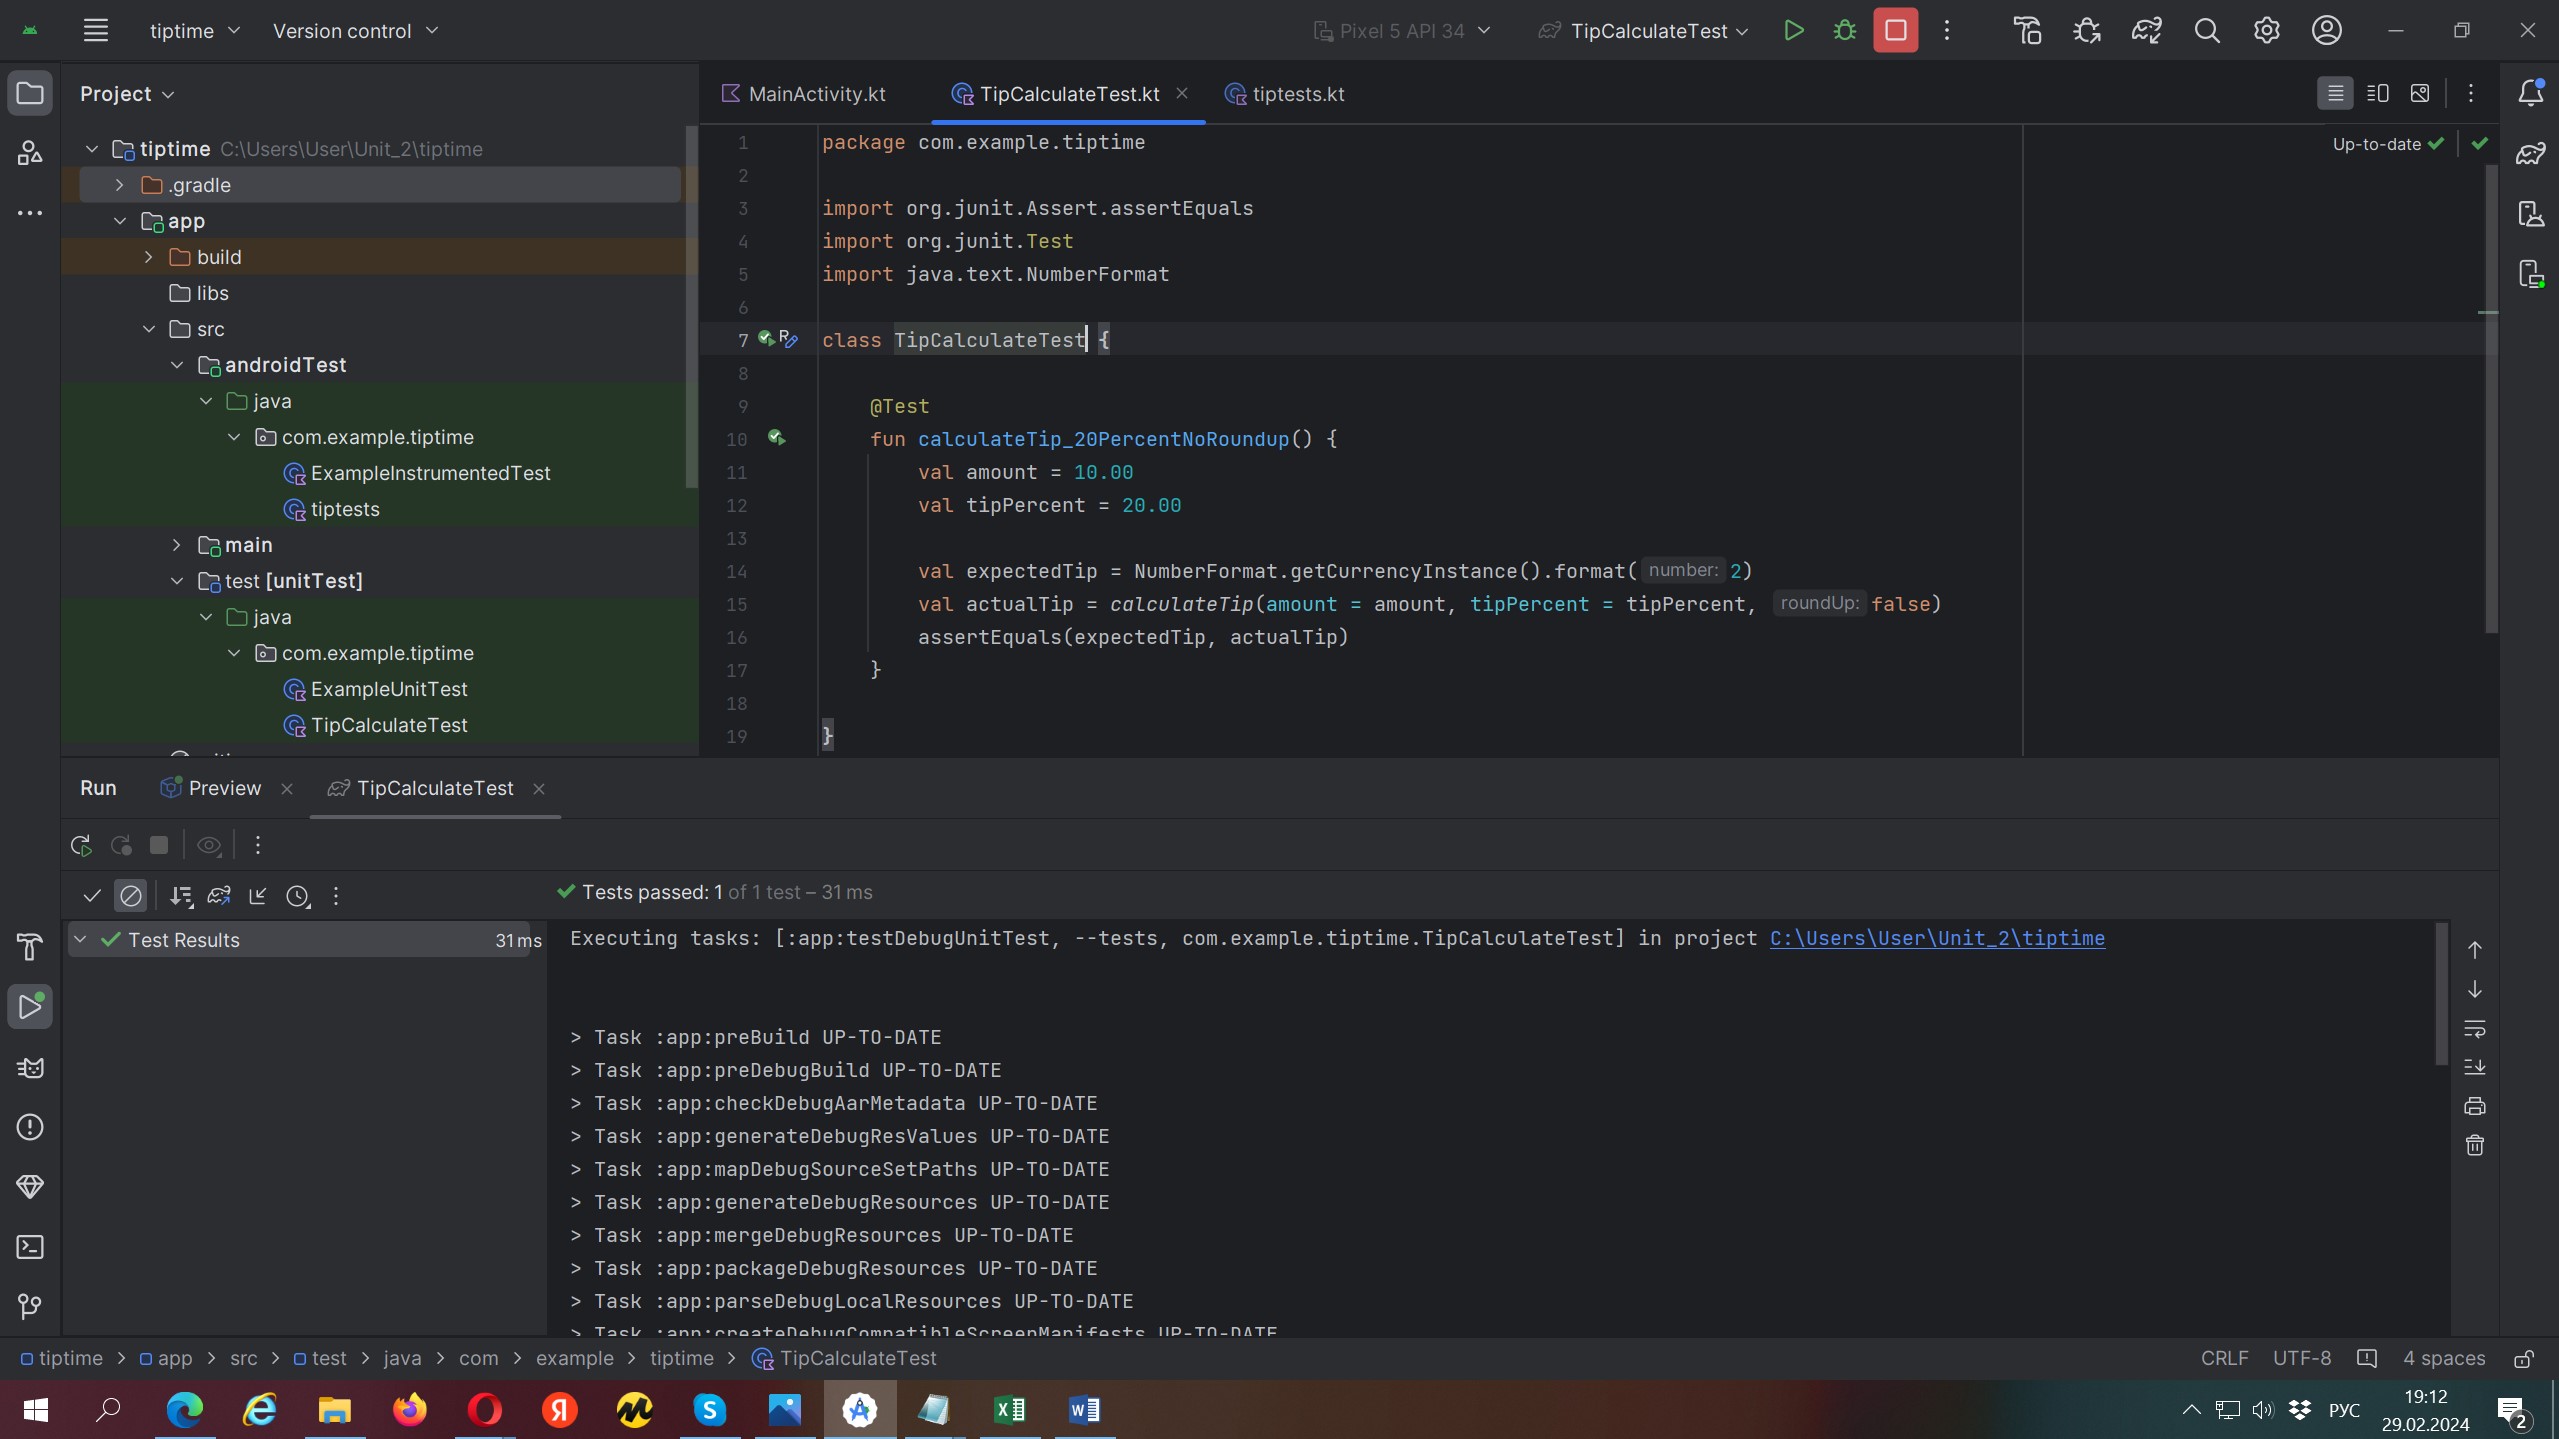 tiptime Version control Pixel 5 API 34 TipCalculateTest
Project
MainActivity.kt TipCalculateTest.kt tiptests.kt
tiptime C:\Users\User\Unit_2\tiptime
.gradle
app
build
libs
src
androidTest
java
com.example.tiptime
ExampleInstrumentedTest
tiptests
main
test [unitTest]
java
com.example.tiptime
ExampleUnitTest
TipCalculateTest
Up-to-date
1 package com.example.tiptime
2
3 import org.junit.Assert.assertEquals
4 import org.junit.Test
5 import java.text.NumberFormat
6
7 class TipCalculateTest {
8
9 @Test
10 fun calculateTip_20PercentNoRoundup() {
11 val amount = 10.00
12 val tipPercent = 20.00
13
14 val expectedTip = NumberFormat.getCurrencyInstance().format( number: 2)
15 val actualTip = calculateTip(amount = amount, tipPercent = tipPercent, roundUp: false)
16 assertEquals(expectedTip, actualTip)
17 }
18
19 }
Run Preview TipCalculateTest
Tests passed: 1 of 1 test – 31 ms
Test Results 31 ms
Executing tasks: [:app:testDebugUnitTest, --tests, com.example.tiptime.TipCalculateTest] in project C:\Users\User\Unit_2\tiptime
> Task :app:preBuild UP-TO-DATE
> Task :app:preDebugBuild UP-TO-DATE
> Task :app:checkDebugAarMetadata UP-TO-DATE
> Task :app:generateDebugResValues UP-TO-DATE
> Task :app:mapDebugSourceSetPaths UP-TO-DATE
> Task :app:generateDebugResources UP-TO-DATE
> Task :app:mergeDebugResources UP-TO-DATE
> Task :app:packageDebugResources UP-TO-DATE
> Task :app:parseDebugLocalResources UP-TO-DATE
> Task :app:createDebugCompatibleScreenManifests UP-TO-DATE
tiptime > app > src > test > java > com > example > tiptime > TipCalculateTest
CRLF UTF-8 4 spaces
РУС
19:12
29.02.2024
2